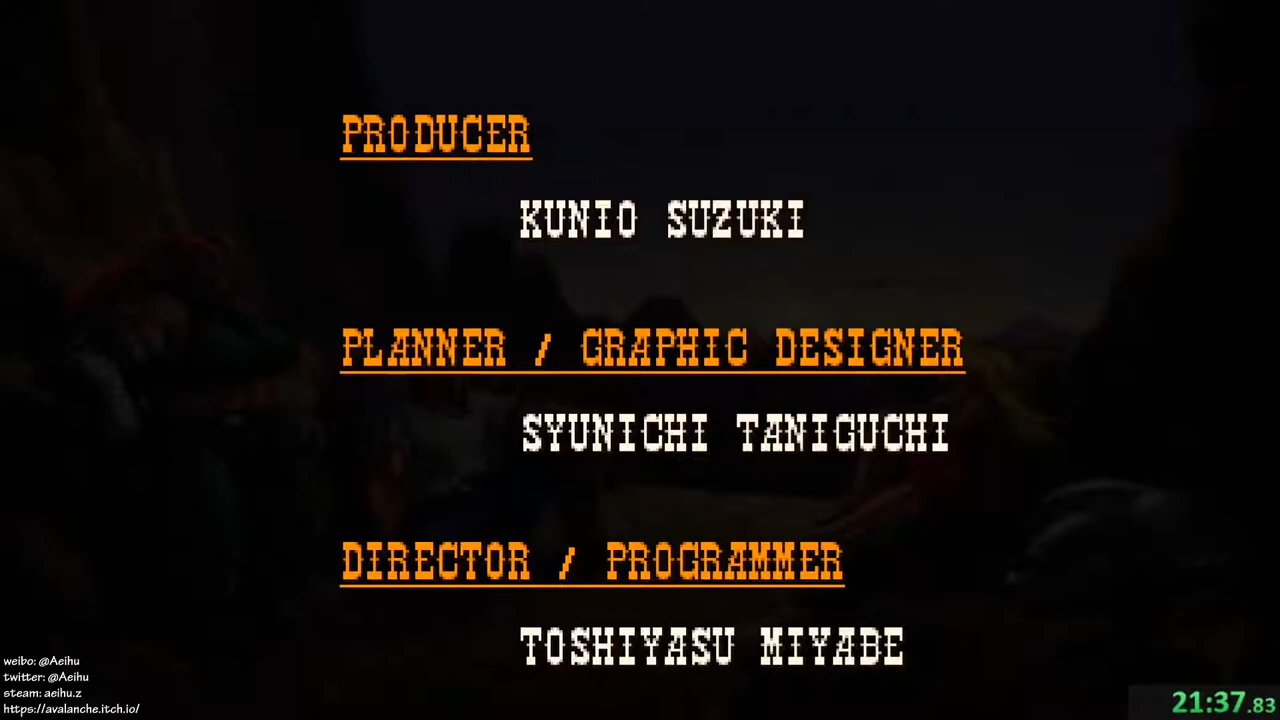 PRODUCER
KUNIO SUZUKI
PLANNER / GRAPHIC DESIGNER
SYUNICHI TANIGUCHI
DIRECTOR / PROGRAMMER
TOSHIYASU MIYABE
weibo: @Aeihu
twitter: @Aeihu
steam: aeihu.z
https://avalanche.itch.io/
21:37.83